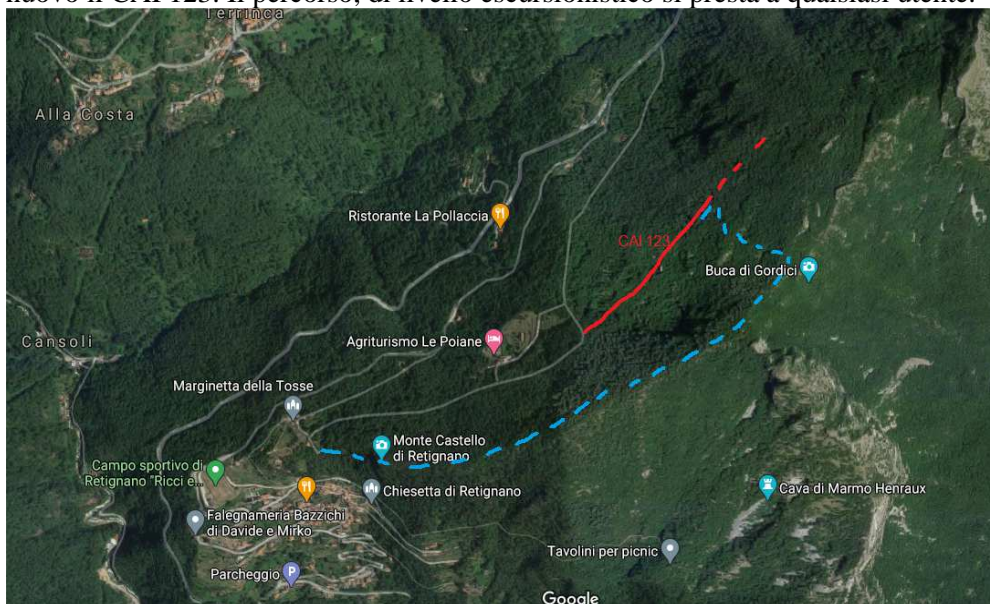 nuovo il CAI 123. Il percorso, di livello escursionistico si presta a qualsiasi utente.
Terrinca
Alla Costa
Ristorante La Pollaccia
CAI 123
Buca di Gordici
Cansoli
Agriturismo Le Poiane
Marginetta della Tosse
Monte Castello
di Retignano
Campo sportivo di
Retignano "Ricci e...
Chiesetta di Retignano
Cava di Marmo Henraux
Falegnameria Bazzichi
di Davide e Mirko
Tavolini per picnic
Parcheggio
P
Google